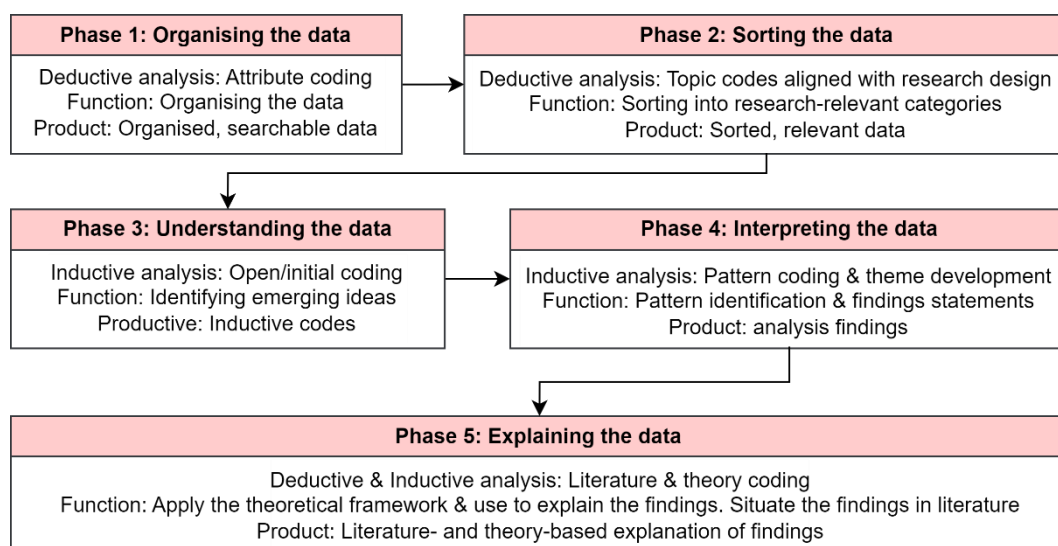 Phase 1: Organising the data
Deductive analysis: Attribute coding
Function: Organising the data
Product: Organised, searchable data
Phase 2: Sorting the data
Deductive analysis: Topic codes aligned with research design
Function: Sorting into research-relevant categories
Product: Sorted, relevant data
Phase 3: Understanding the data
Inductive analysis: Open/initial coding
Function: Identifying emerging ideas
Productive: Inductive codes
Phase 4: Interpreting the data
Inductive analysis: Pattern coding & theme development
Function: Pattern identification & findings statements
Product: analysis findings
Phase 5: Explaining the data
Deductive & Inductive analysis: Literature & theory coding
Function: Apply the theoretical framework & use to explain the findings. Situate the findings in literature
Product: Literature- and theory-based explanation of findings